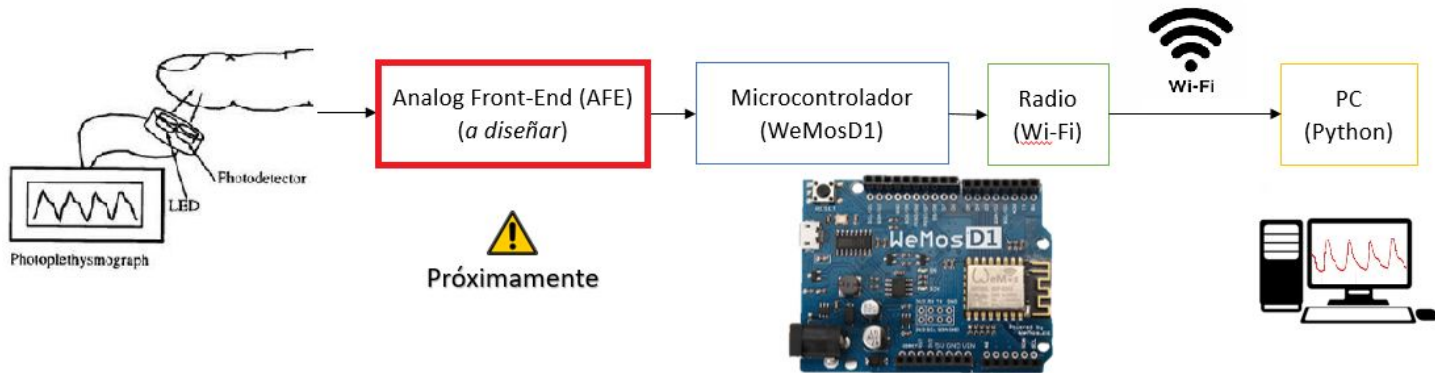 Analog Front-End (AFE)
(a diseñar)
Microcontrolador
(WeMosD1)
Radio
(Wi-Fi)
Wi-Fi
PC
(Python)
Photodetector
LED
Photoplethysmograph
Próximamente
RESET
WeMos D1